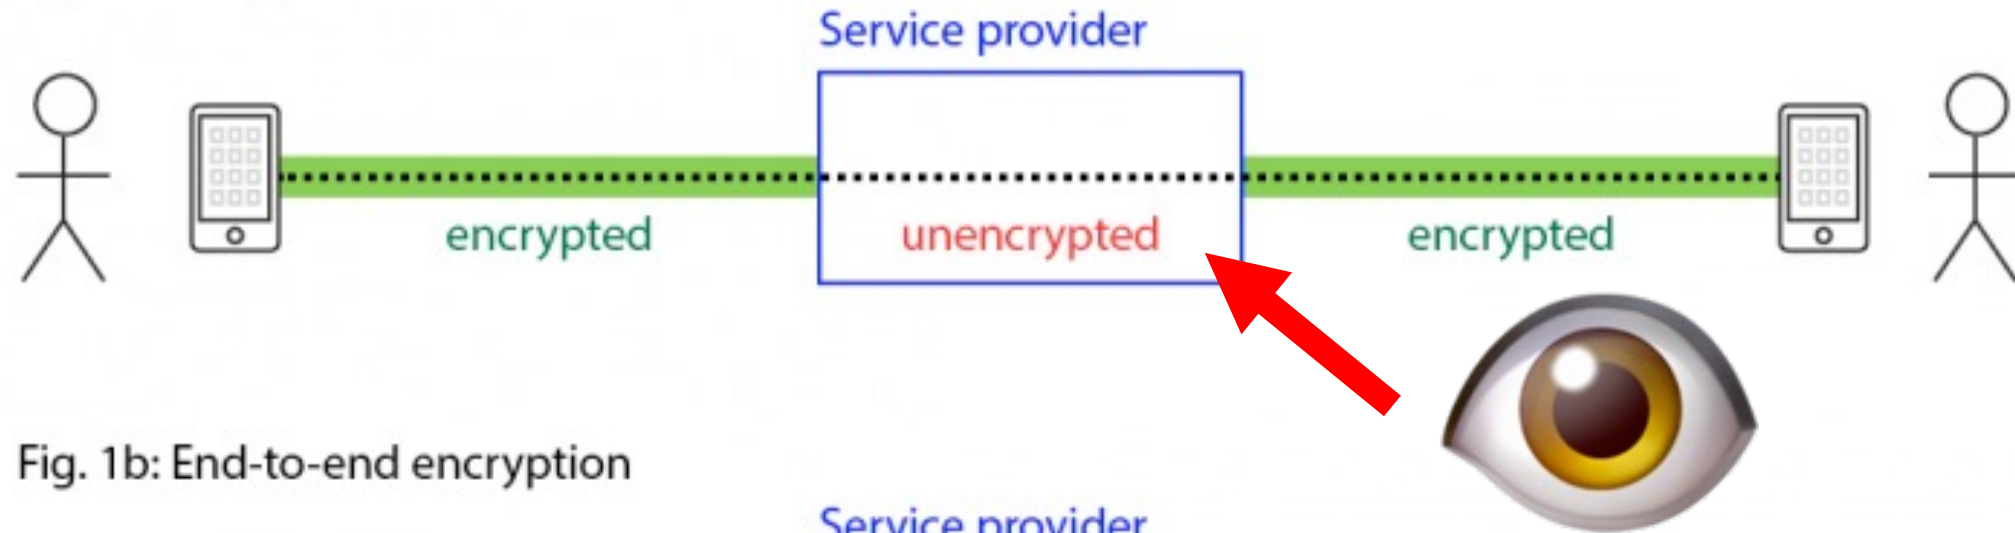 Service provider
encrypted unencrypted encrypted
Fig. 1b: End-to-end encryption
Service provider